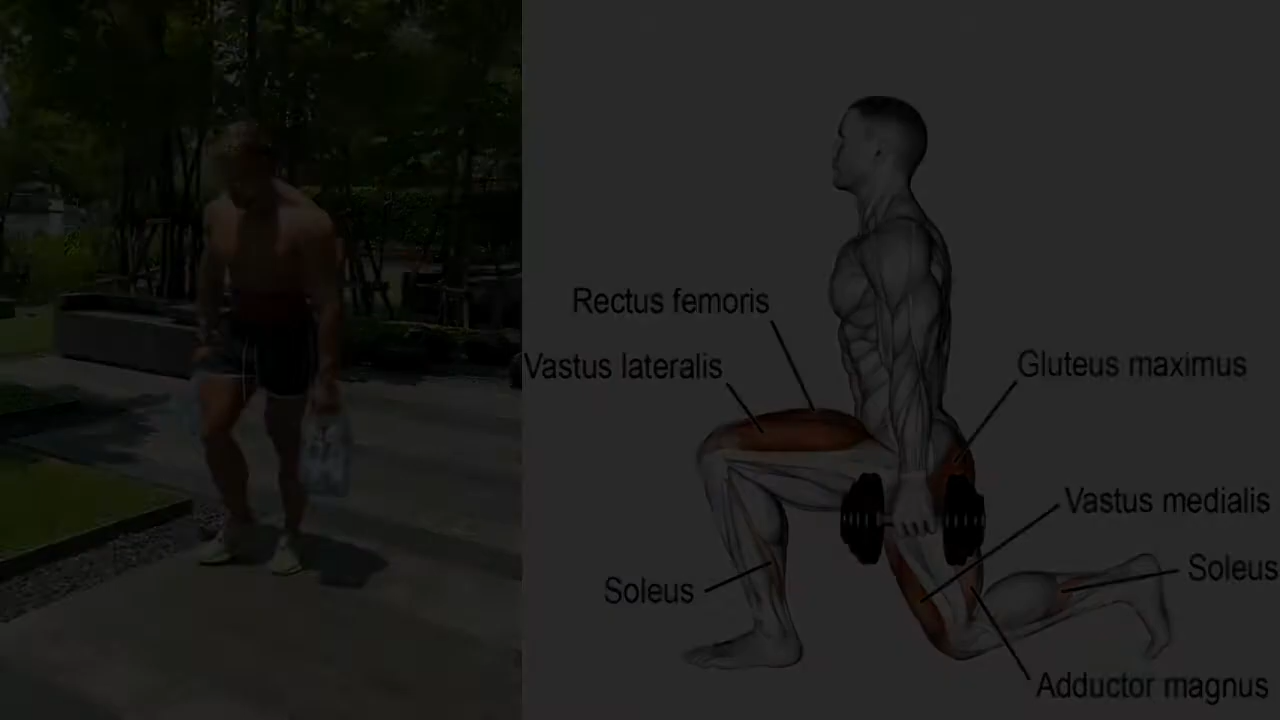 Rectus femoris
Vastus lateralis
Gluteus maximus
Vastus medialis
Soleus
Soleus
Adductor magnus